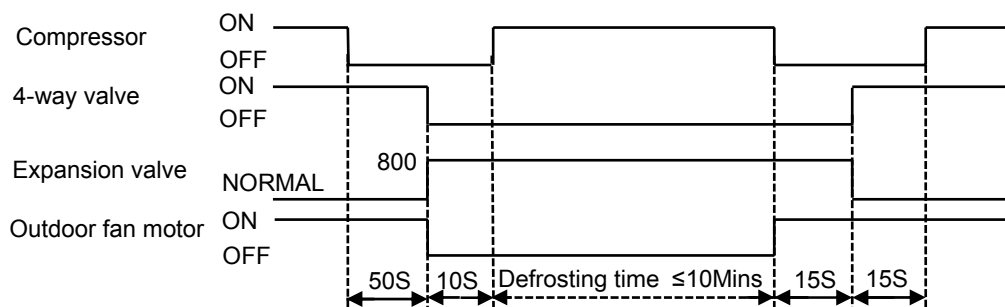 Compressor
ON
OFF
4-way valve
ON
OFF
Expansion valve
800
NORMAL
Outdoor fan motor
ON
OFF
50S 10S Defrosting time ≤10Mins 15S 15S